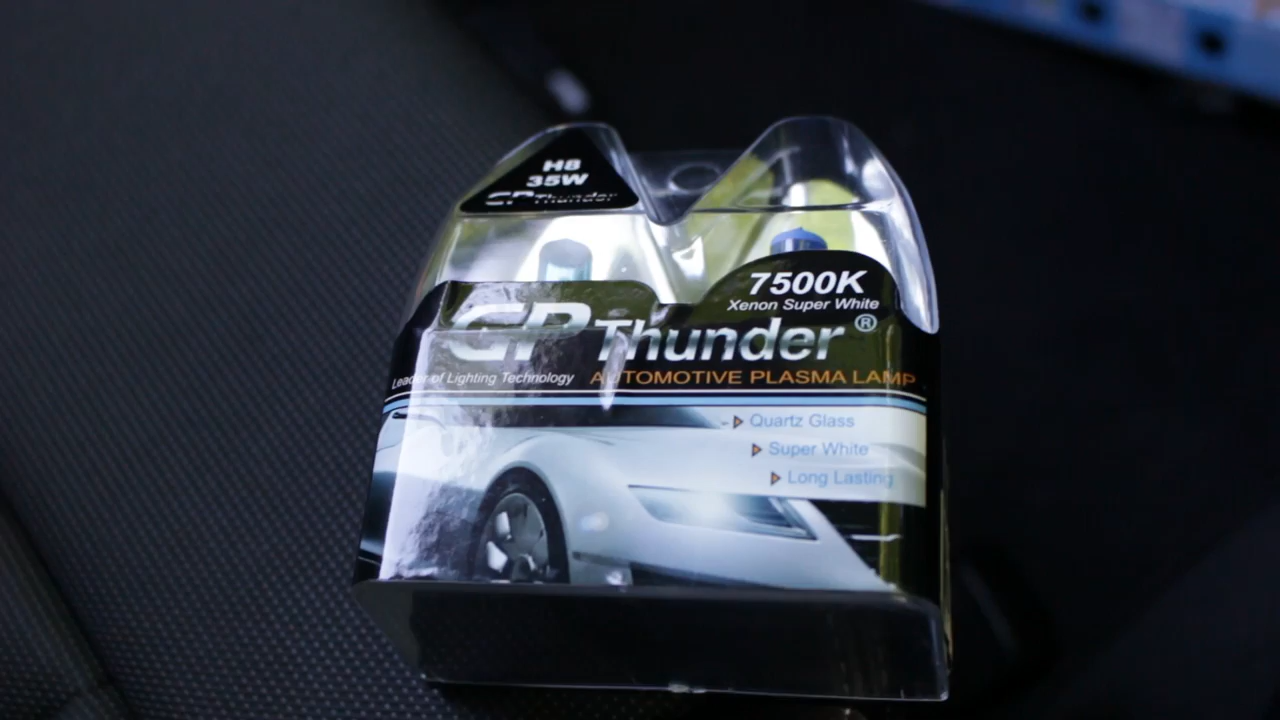 H8
35W
GP Thunder
7500K
Xenon Super White
GP Thunder ®
Leader of Lighting Technology
AUTOMOTIVE PLASMA LAMP
Quartz Glass
Super White
Long Lasting